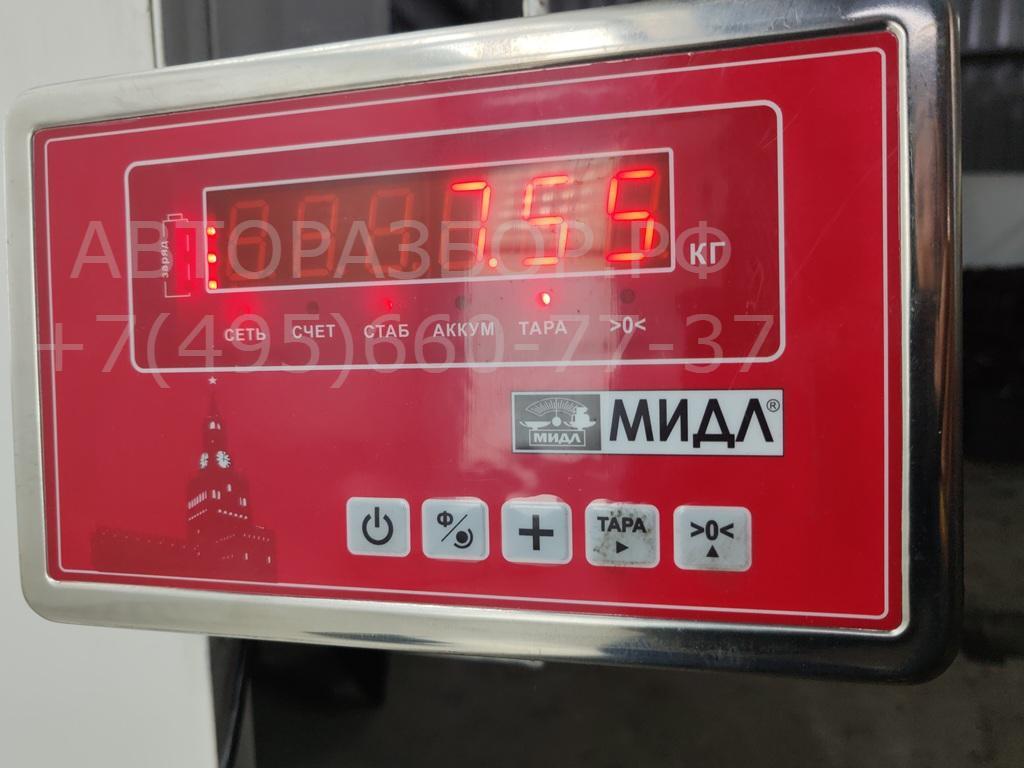 7.55
кг
заряд
СЕТЬ СЧЕТ СТАБ АККУМ ТАРА >0<
АВТОРАЗБОР.РФ
+7(495)660-77-37
МИДЛ МИДЛ®
Ф
ТАРА >0<